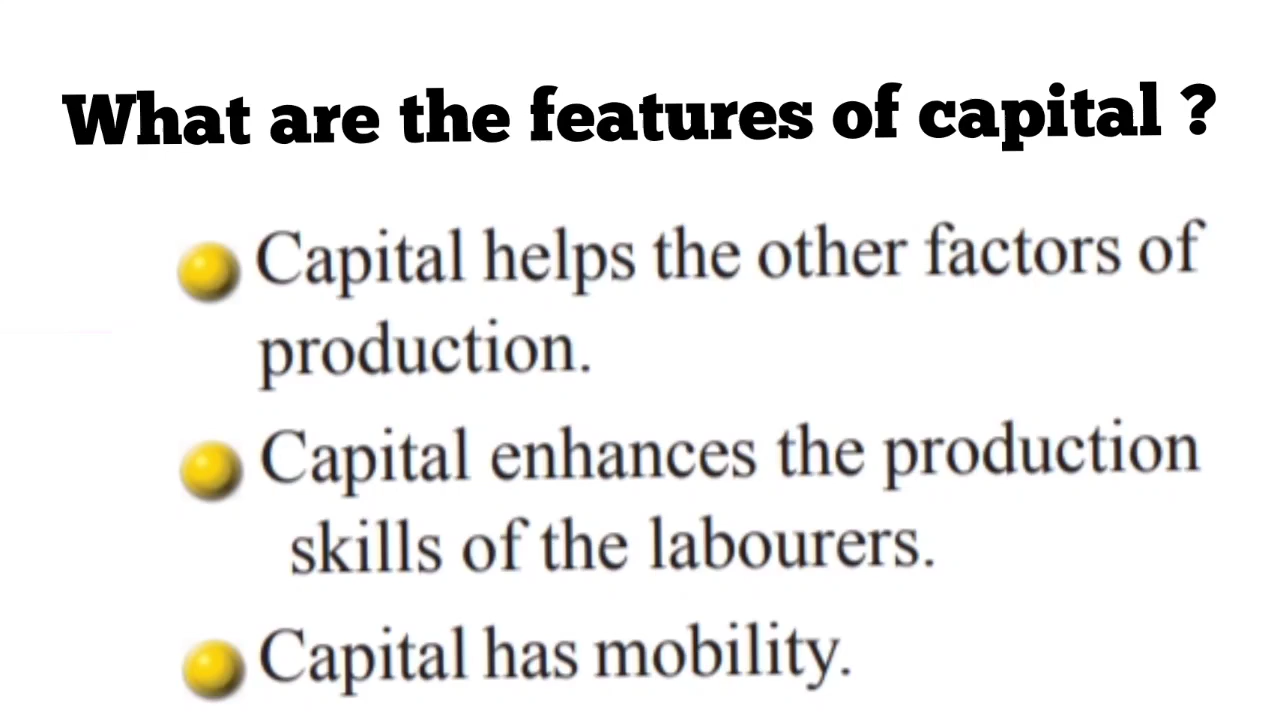 What are the features of capital ?
Capital helps the other factors of
production.
Capital enhances the production
skills of the labourers.
Capital has mobility.